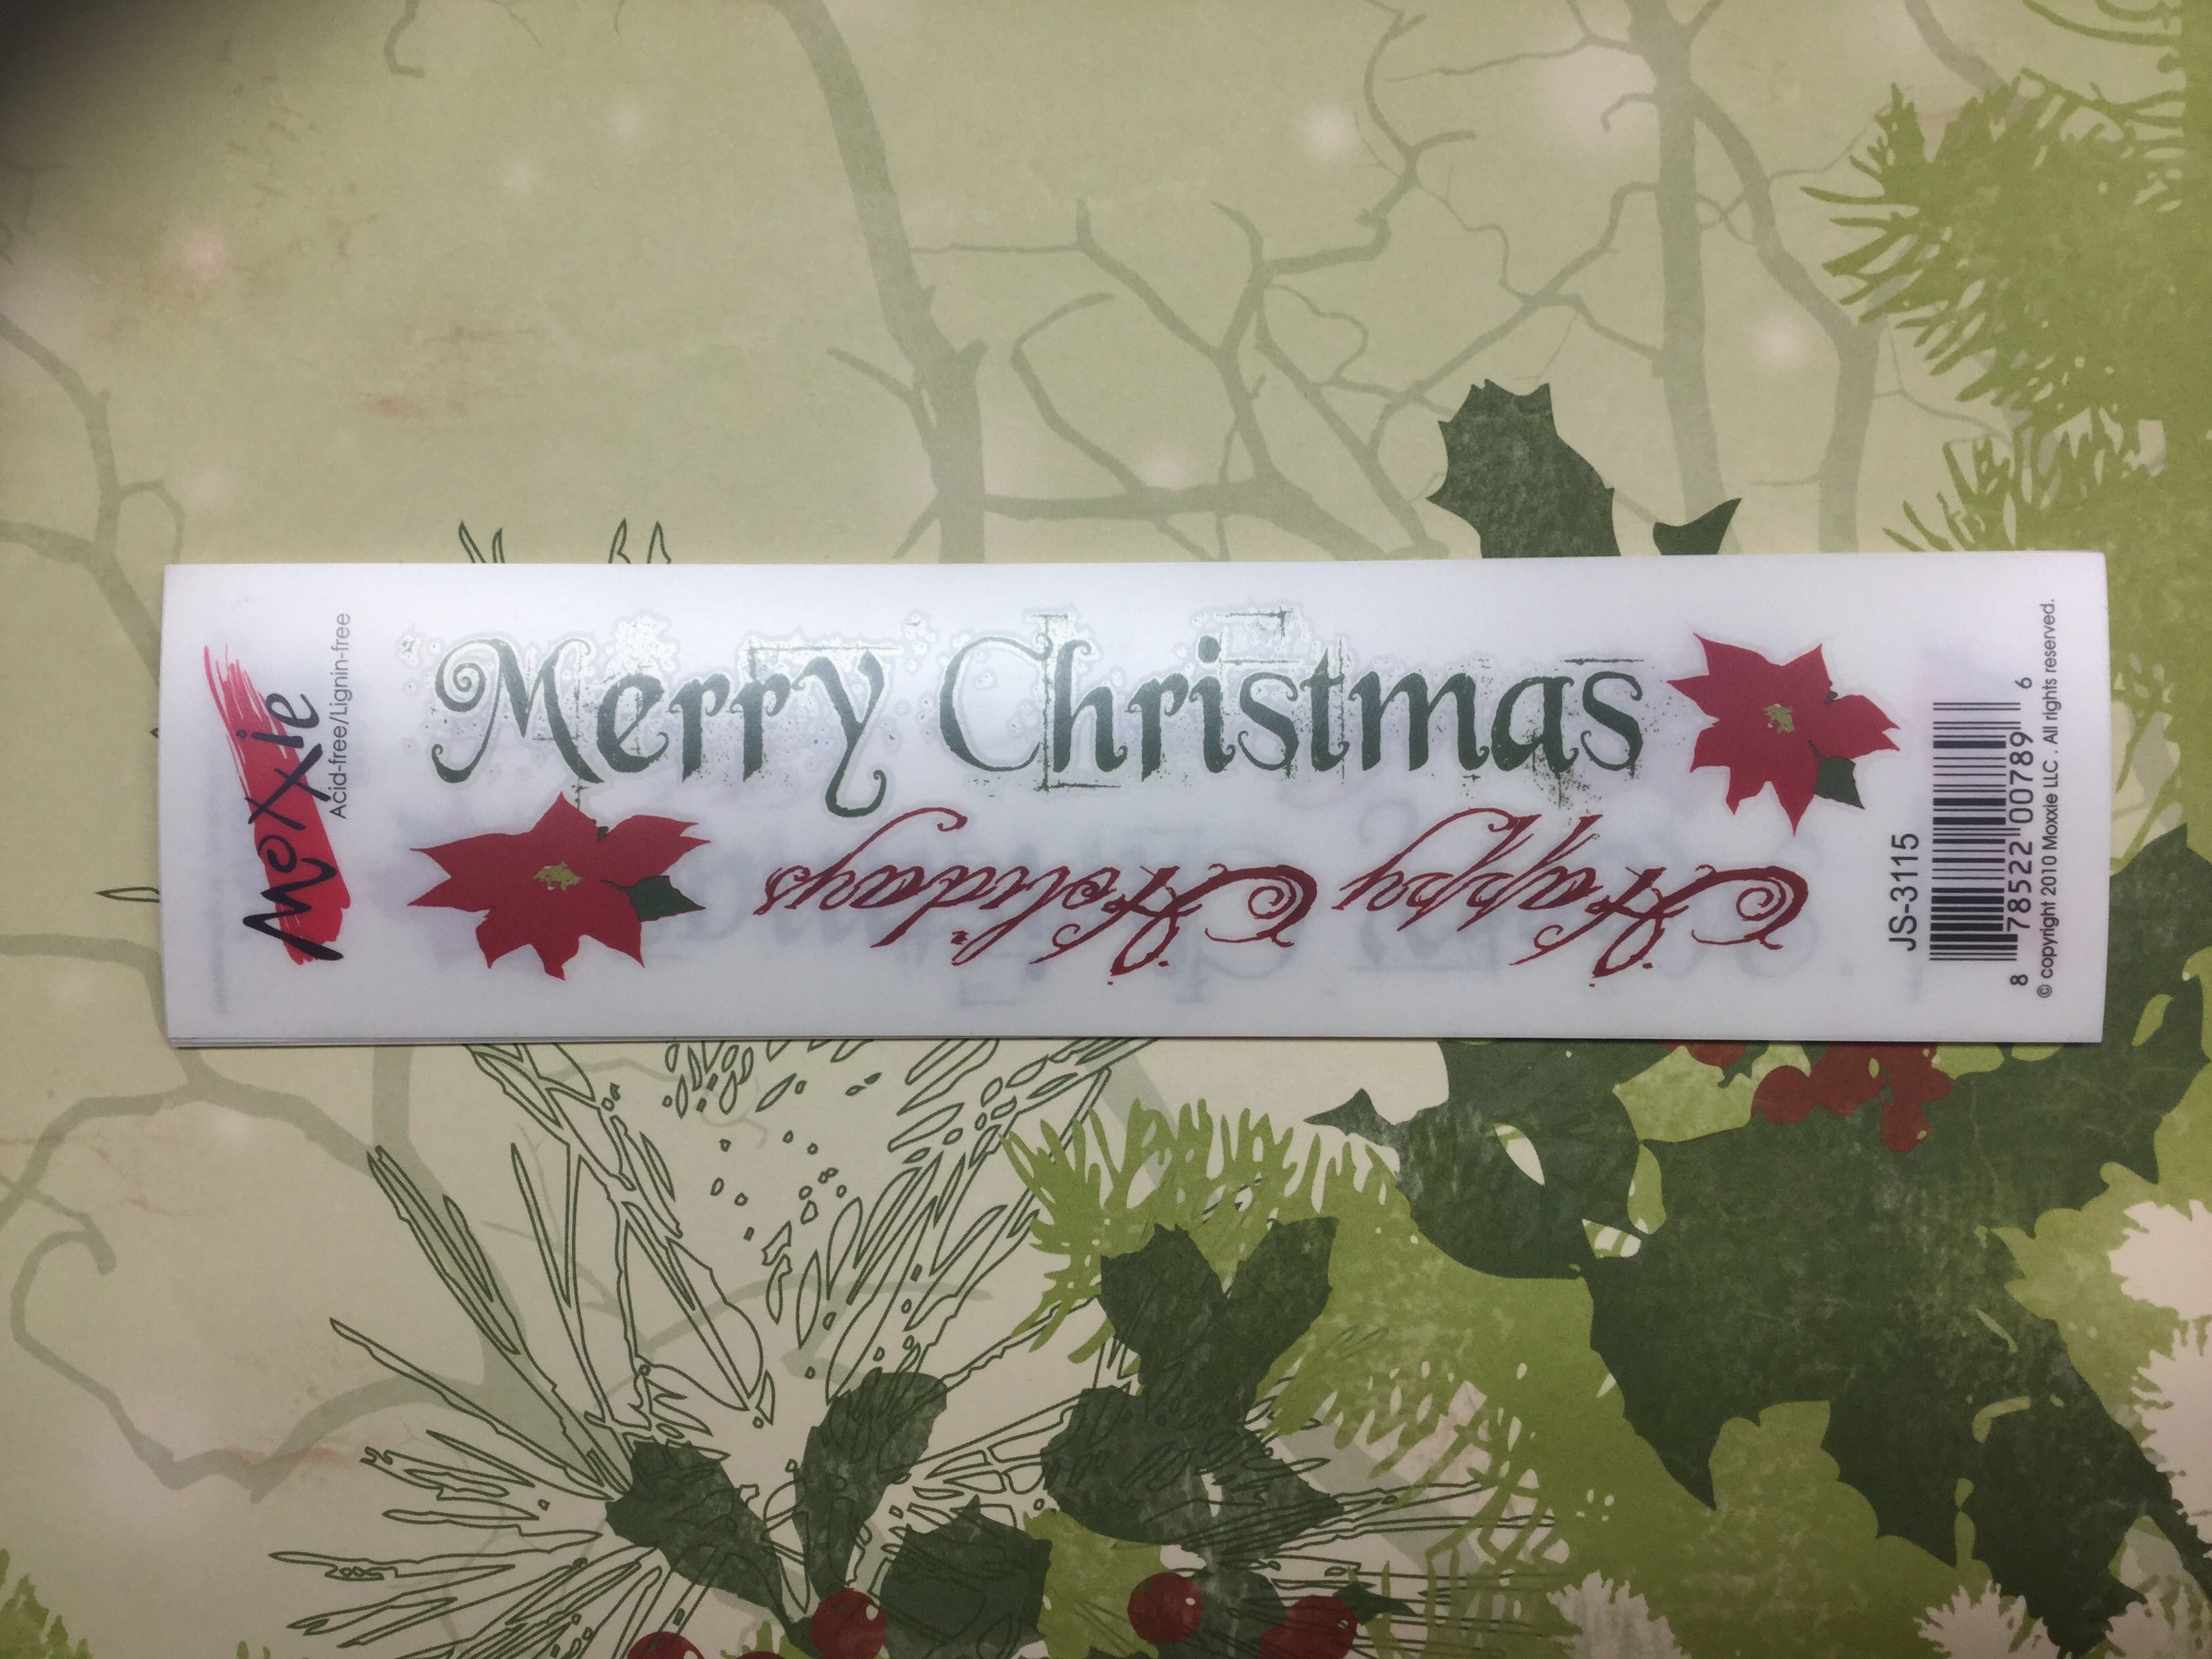 Moxxie
Acid-free/Lignin-free
Merry Christmas
Happy Holidays
JS-3115
8 78522 00789 6
© copyright 2010 Moxxie LLC . All rights reserved.